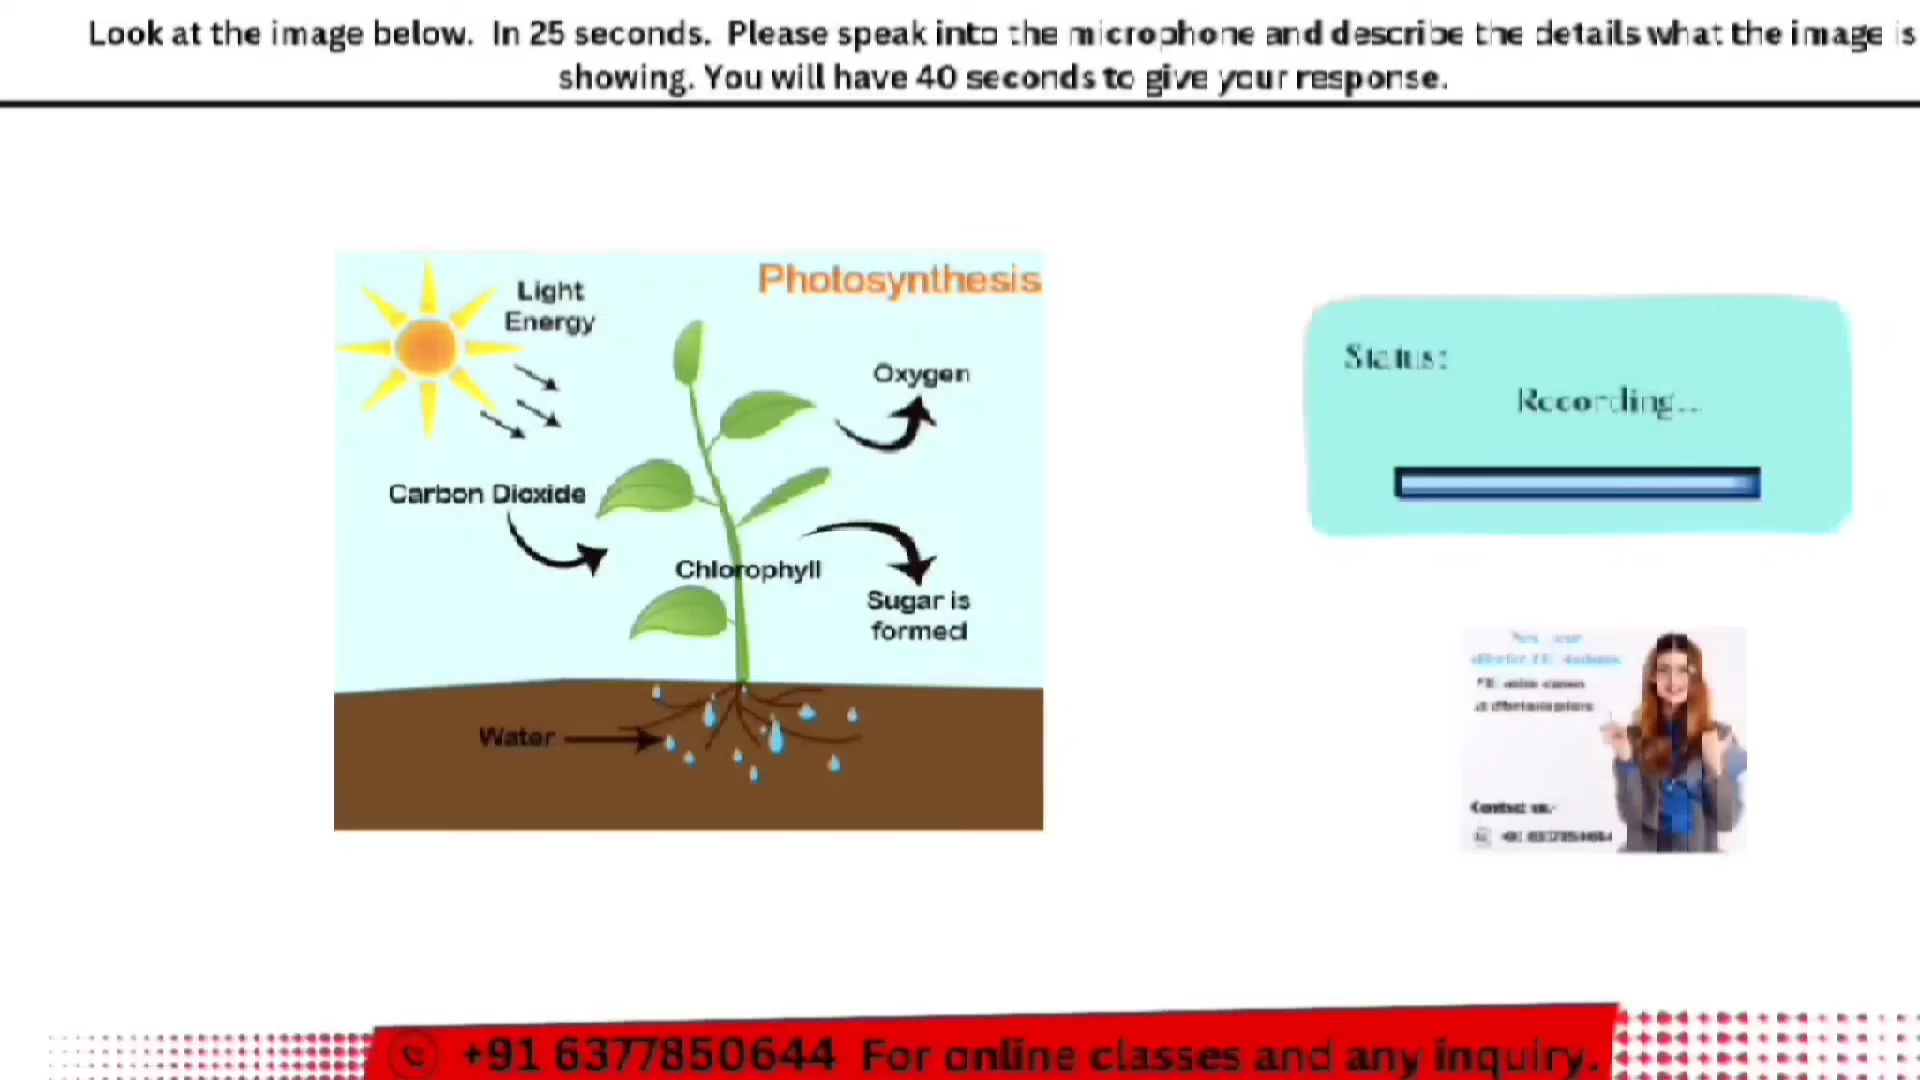 Look at the image below. In 25 seconds. Please speak into the microphone and describe the details what the image is
showing. You will have 40 seconds to give your response.
Photosynthesis
Light
Energy
Oxygen
Carbon Dioxide
Chlorophyll
Sugar is
formed
Water
Status:
Recording...
Contact us:-
+91 6377850644 For online classes and any inquiry.